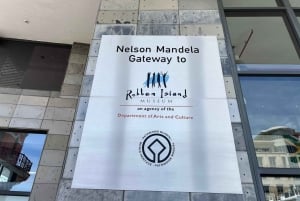 Nelson Mandela
Gateway to
Robben Island
MUSEUM
an agency of the
Department of Arts and Culture